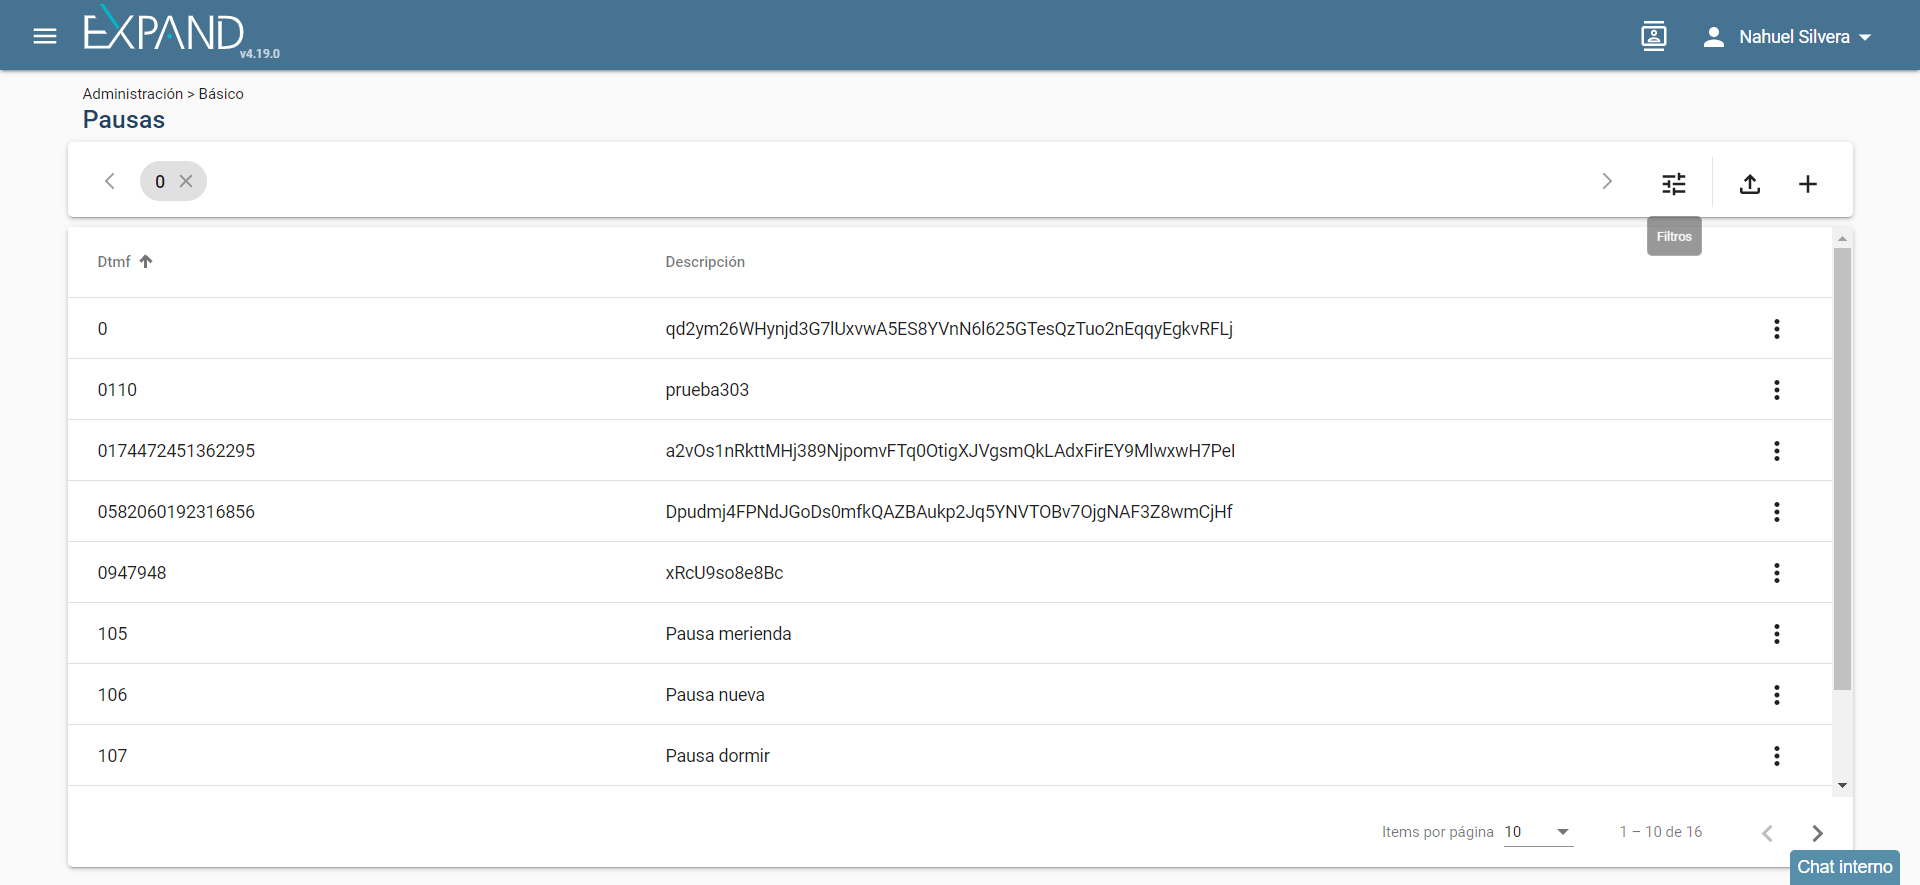 EXPAND
v4.19.0
Nahuel Silvera
Administración > Básico
Pausas
0
Filtros
Dtmf Descripción
0 qd2ym26WHynjd3G7lUxvwA5ES8YVnN6l625GTesQzTuo2nEqqyEgkvRFLj
0110 prueba303
0174472451362295 a2vOs1nRkttMHj389NjpomvFTq0OtigXJVgsmQkLAdxFirEY9MlwxwH7Pel
0582060192316856 Dpudmj4FPNdJGoDs0mfkQAZBAukp2Jq5YNVTOBv7OjgNAF3Z8wmCjHf
0947948 xRcU9so8e8Bc
105 Pausa merienda
106 Pausa nueva
107 Pausa dormir
Items por página 10 1 – 10 de 16
Chat interno